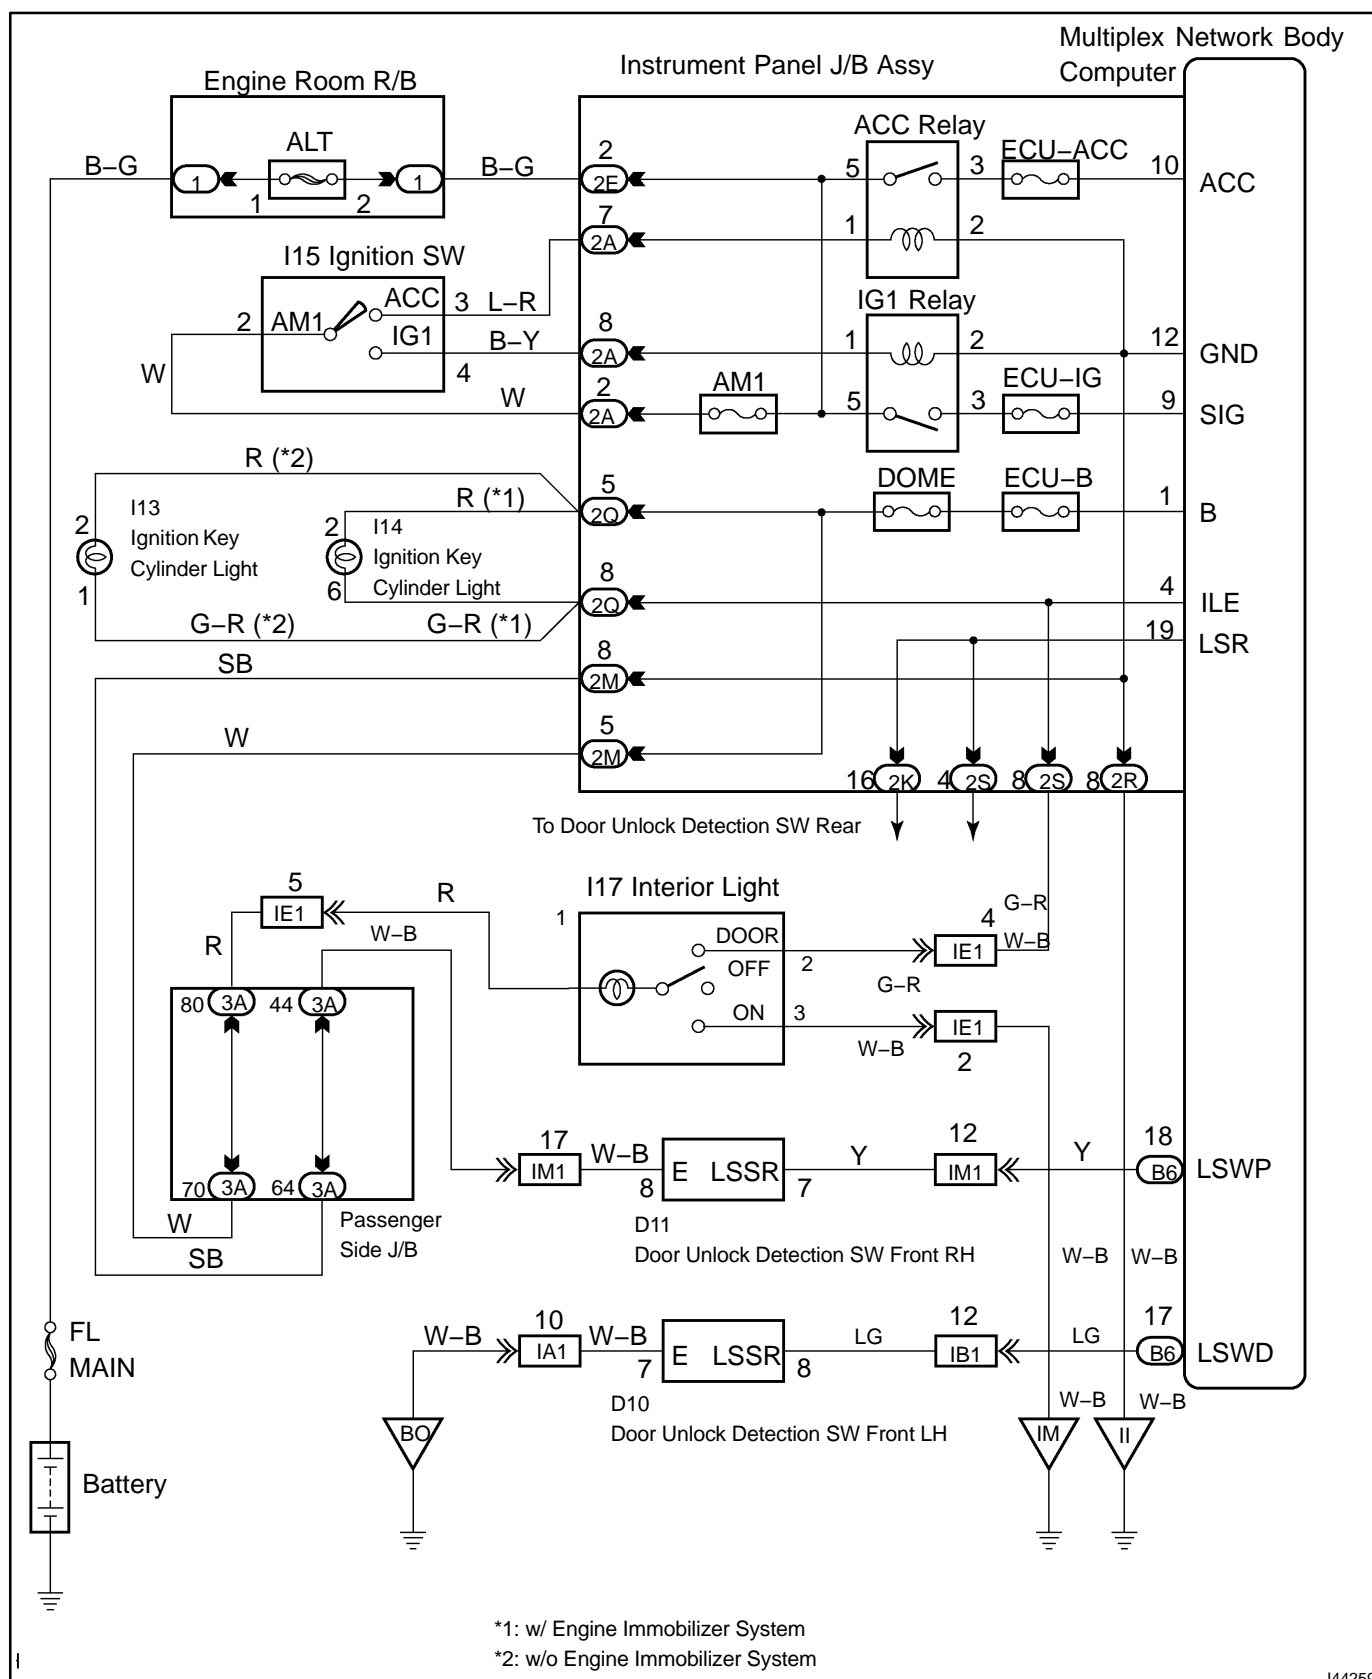 Multiplex Network Body
Computer
Instrument Panel J/B Assy
Engine Room R/B
ALT
B–G
1
1
B–G
1
2
2
2E
ACC Relay
5
3
ECU–ACC
10
ACC
7
2A
1
2
I15 Ignition SW
ACC
3
L–R
2
AM1
IG1
B–Y
4
W
W
IG1 Relay
8
2A
1
2
12
GND
2
2A
AM1
5
3
ECU–IG
9
SIG
R (*2)
R (*1)
5
2Q
DOME
ECU–B
1
B
2
I13
Ignition Key
Cylinder Light
1
2
I14
Ignition Key
Cylinder Light
6
8
2Q
4
ILE
G–R (*2)
G–R (*1)
19
LSR
SB
8
2M
W
5
2M
16
2K
4
2S
8
2S
8
2R
To Door Unlock Detection SW Rear
I17 Interior Light
5
IE1
R
R
W–B
1
DOOR
OFF
ON
2
3
G–R
W–B
4
IE1
G–R
W–B
IE1
2
80
3A
44
3A
70
3A
64
3A
W
SB
Passenger
Side J/B
17
IM1
W–B
8
E
LSSR
7
Y
12
IM1
Y
18
B6
LSWP
D11
Door Unlock Detection SW Front RH
W–B
W–B
W–B
10
IA1
W–B
7
E
LSSR
8
LG
12
IB1
LG
17
B6
LSWD
D10
Door Unlock Detection SW Front LH
W–B
W–B
FL
MAIN
BO
IM
II
Battery
*1: w/ Engine Immobilizer System
*2: w/o Engine Immobilizer System
I44259